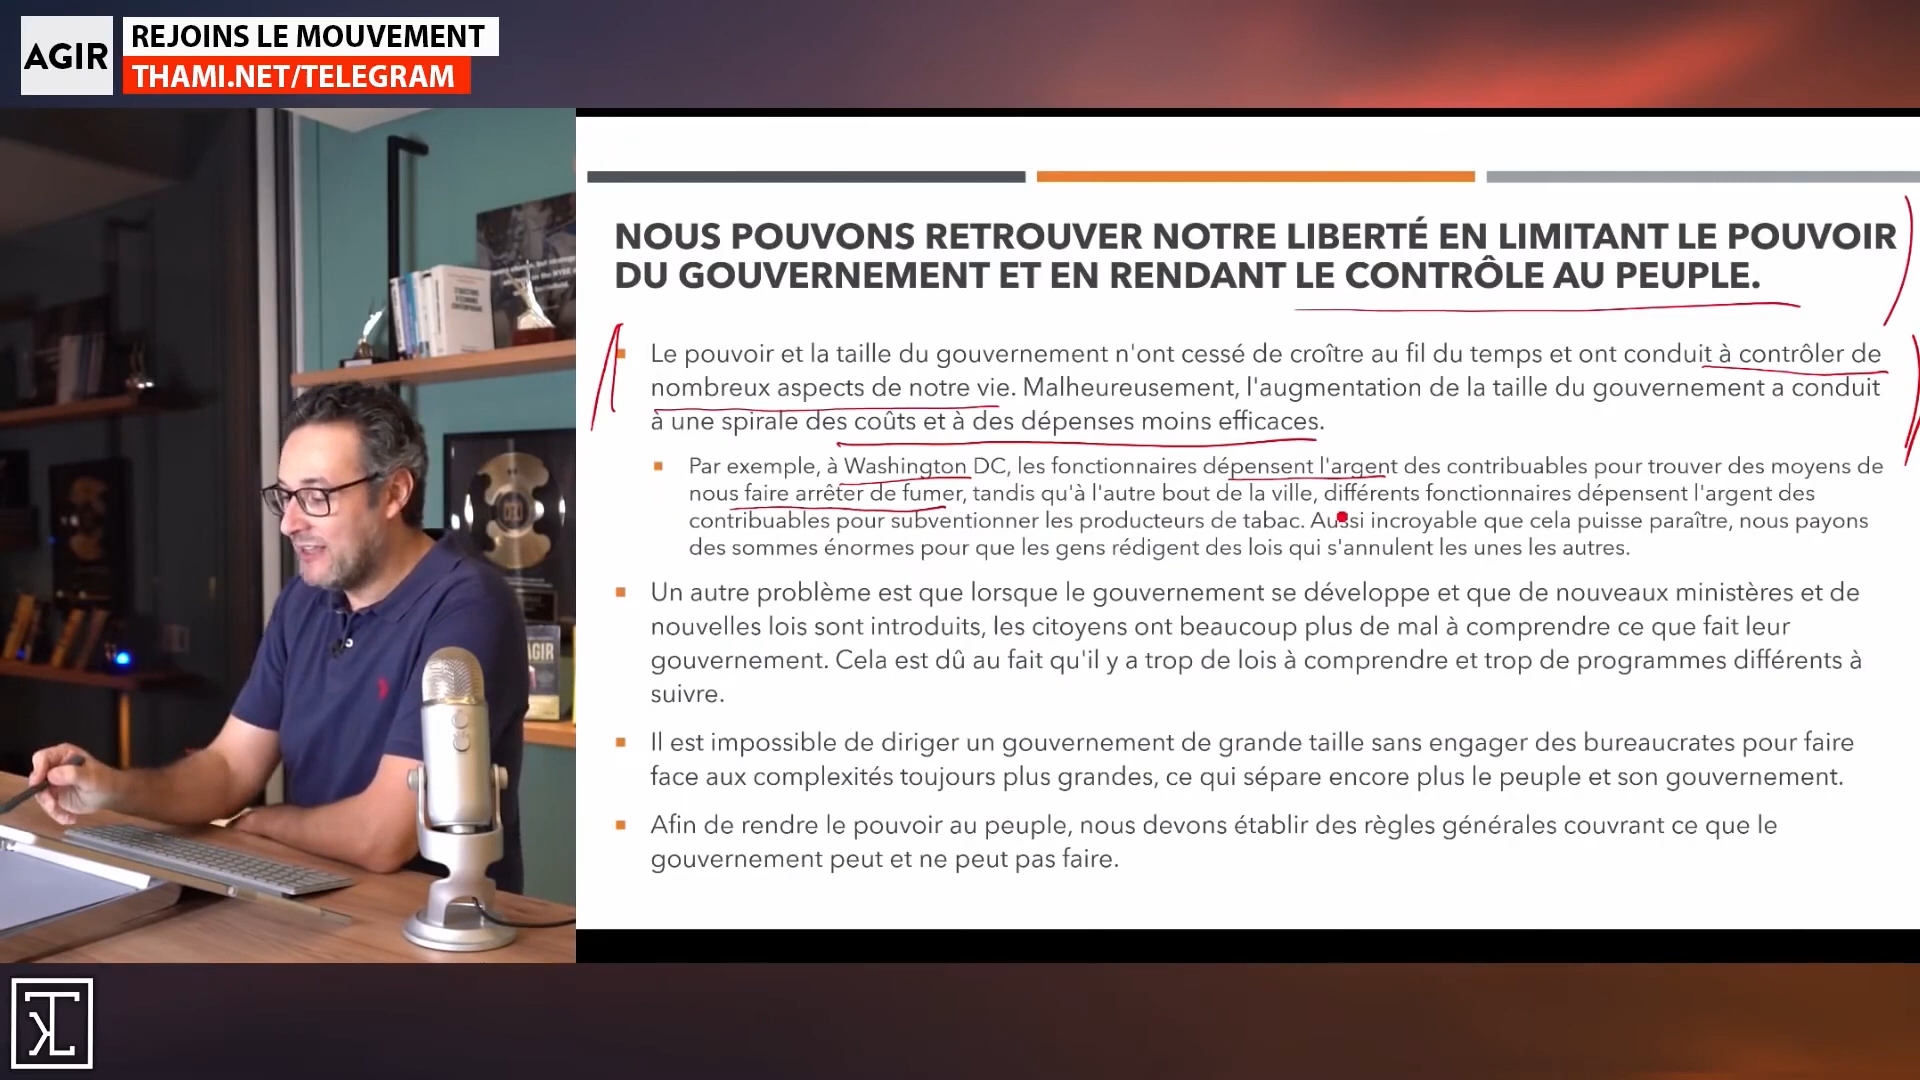 AGIR
REJOINS LE MOUVEMENT
THAMI.NET/TELEGRAM
NOUS POUVONS RETROUVER NOTRE LIBERTÉ EN LIMITANT LE POUVOIR
DU GOUVERNEMENT ET EN RENDANT LE CONTRÔLE AU PEUPLE.
Le pouvoir et la taille du gouvernement n'ont cessé de croître au fil du temps et ont conduit à contrôler de
nombreux aspects de notre vie. Malheureusement, l'augmentation de la taille du gouvernement a conduit
à une spirale des coûts et à des dépenses moins efficaces.
Par exemple, à Washington DC, les fonctionnaires dépensent l'argent des contribuables pour trouver des moyens de
nous faire arrêter de fumer, tandis qu'à l'autre bout de la ville, différents fonctionnaires dépensent l'argent des
contribuables pour subventionner les producteurs de tabac. Aussi incroyable que cela puisse paraître, nous payons
des sommes énormes pour que les gens rédigent des lois qui s'annulent les unes les autres.
Un autre problème est que lorsque le gouvernement se développe et que de nouveaux ministères et de
nouvelles lois sont introduits, les citoyens ont beaucoup plus de mal à comprendre ce que fait leur
gouvernement. Cela est dû au fait qu'il y a trop de lois à comprendre et trop de programmes différents à
suivre.
Il est impossible de diriger un gouvernement de grande taille sans engager des bureaucrates pour faire
face aux complexités toujours plus grandes, ce qui sépare encore plus le peuple et son gouvernement.
Afin de rendre le pouvoir au peuple, nous devons établir des règles générales couvrant ce que le
gouvernement peut et ne peut pas faire.
AGIR